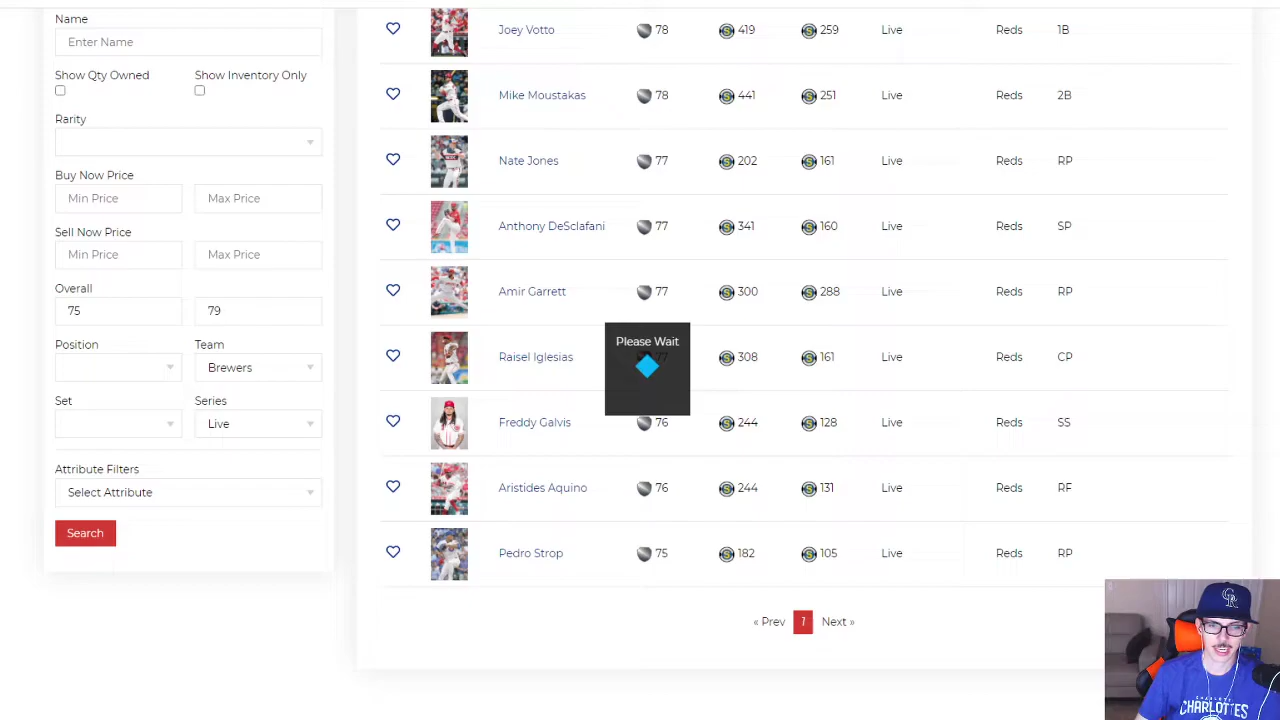 Name
Enter Name
Show Qty Owned Show Inventory Only
Rarity
Buy Now Price
Min Price Max Price
Sell Now Price
Min Price Max Price
Overall
75 79
Position Team
Brewers
Set Series
Live
Attribute Filters
Select Attribute
Search
Joey Votto 78 S 419 S 259 Live Reds 1B
Mike Moustakas 78 S 441 S 251 Live Reds 2B
Nate Jones 77 S 202 S 161 Live Reds RP
Anthony DeSclafani 77 S 341 S 160 Live Reds SP
Amir Garrett 77 S 300 S 288 Live Reds RP
Please Wait
Raisel Iglesias 77 S 308 S 161 Live Reds CP
Freddy Galvis 76 S 244 S 128 Live Reds SS
Aristides Aquino 76 S 244 S 131 Live Reds RF
Pedro Strop 75 S 182 S 105 Live Reds RP
« Prev 1 Next »
CR
CHARLOTTE
CHARLOTTES